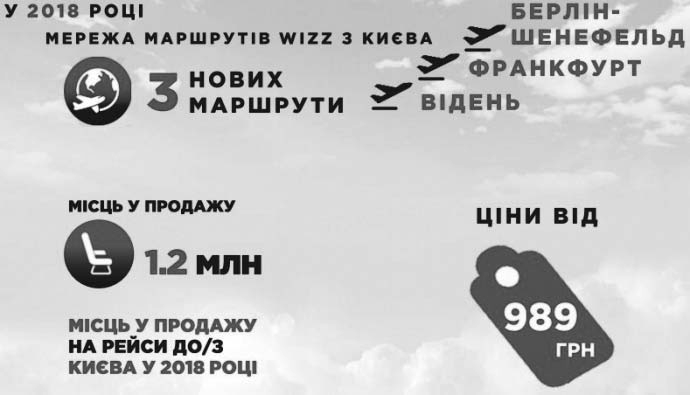 У 2018 РОЦІ
МЕРЕЖА МАРШРУТІВ WIZZ З КИЄВА
3 НОВИХ
МАРШРУТИ
БЕРЛІН-
ШЕНЕФЕЛЬД
ФРАНКФУРТ
ВІДЕНЬ
МІСЦЬ У ПРОДАЖУ
1.2 МЛН
МІСЦЬ У ПРОДАЖУ
НА РЕЙСИ ДО/З
КИЄВА У 2018 РОЦІ
ЦІНИ ВІД
989
ГРН